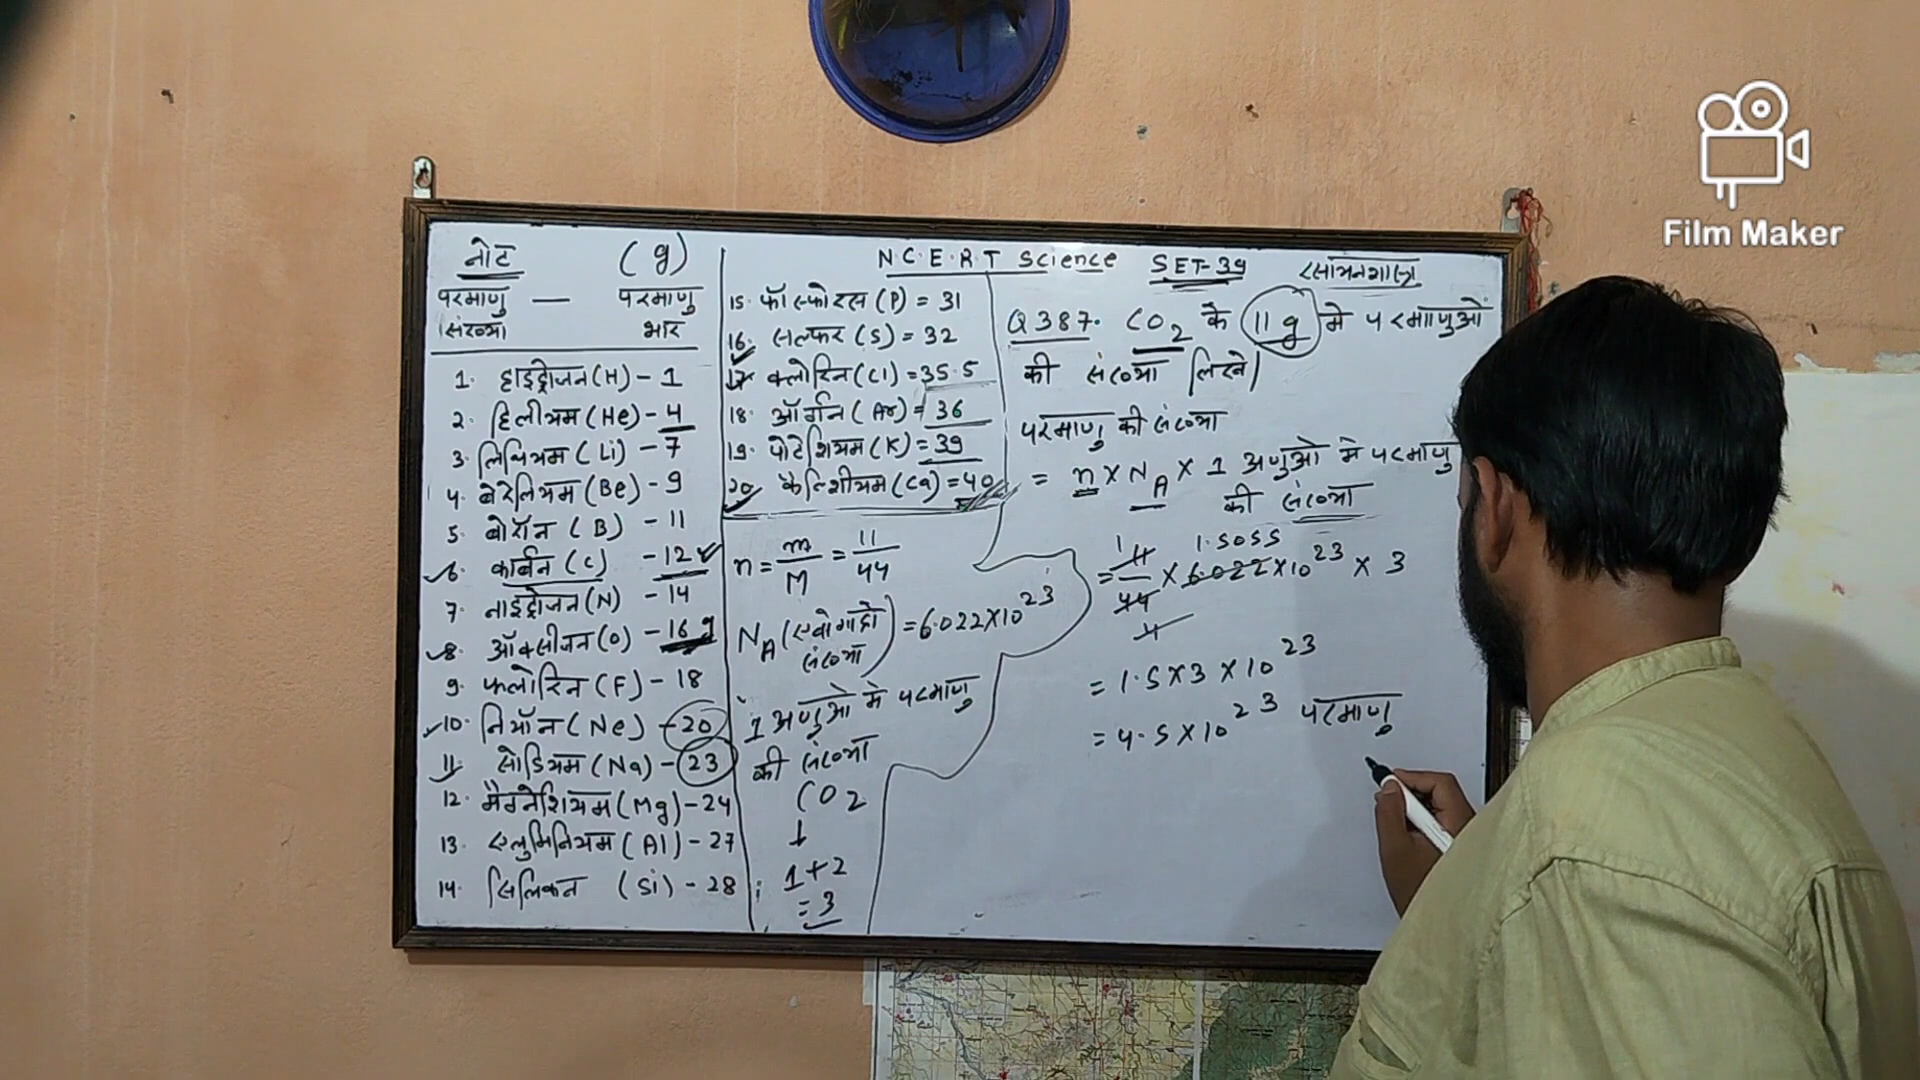 Film Maker
N.C.E.R.T Science SET-39 रसायनशास्त्र
नोट (g)
परमाणु — परमाणु
संख्या भार
1. हाइड्रोजन (H) - 1
2. हिलीयम (He) - 4
3. लिथियम (Li) - 7
4. बेरेलियम (Be) - 9
5. बोरॉन (B) - 11
6. कार्बन (C) - 12
7. नाइट्रोजन (N) - 14
8. ऑक्सीजन (O) - 16 g
9. फ्लोरिन (F) - 18
10. नियॉन (Ne) - 20
11. सोडियम (Na) - 23
12. मैग्नेशियम (Mg) - 24
13. एलुमिनियम (Al) - 27
14. सिलिकन (Si) - 28
15. फॉस्फोरस (P) = 31
16. सल्फर (S) = 32
17. क्लोरिन (Cl) = 35.5
18. ऑर्गन (Ar) = 36
19. पोटेशियम (K) = 39
20. कैल्शियम (Ca) = 40
n = m/M = 11/44
NA (एवोगाद्रो संख्या) = 6.022×10²³
1 अणुओ मे परमाणु
की संख्या
CO₂
↓
1+2
= 3
Q 387. CO₂ के 11 g मे परमाणुओं
की संख्या लिखे।
परमाणु की संख्या
= n × NA × 1 अणुओ मे परमाणु
की संख्या
1 1.5055
= 11/44 × 6.022×10²³ × 3
4
= 1.5×3×10²³
= 4.5×10²³ परमाणु